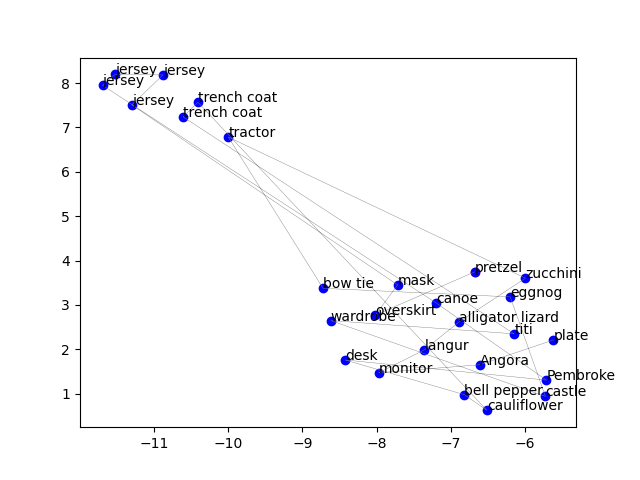 jersey
jersey
jersey
jersey
trench coat
trench coat
tractor
pretzel
zucchini
mask
bow tie
eggnog
canoe
overskirt
wardrobe
alligator lizard
titi
plate
langur
desk
Angora
monitor
Pembroke
bell pepper
castle
cauliflower
8
7
6
5
4
3
2
1
−11 −10 −9 −8 −7 −6